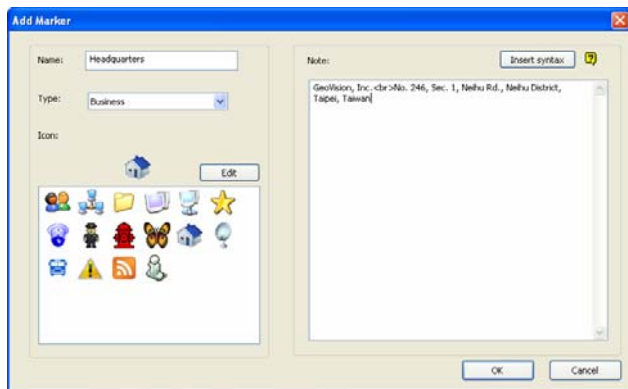 Add Marker
Name:
Headquarters
Type:
Business
Icon:
Edit
Note:
Insert syntax
GeoVision, Inc.<br>No. 246, Sec. 1, Neihu Rd., Neihu District,
Taipei, Taiwan
OK
Cancel